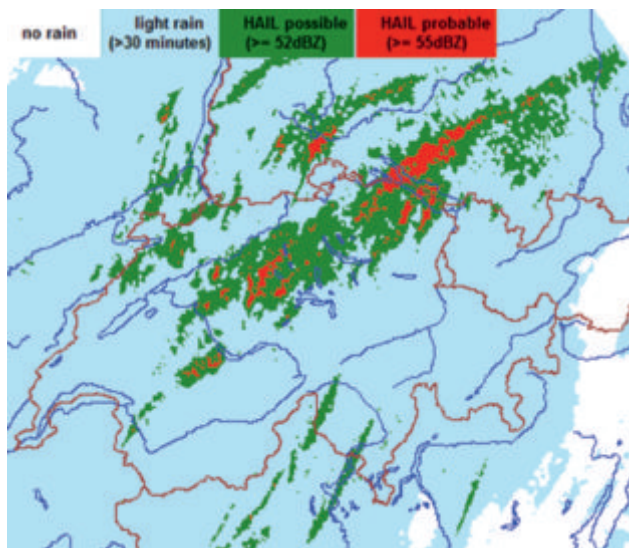 no rain
light rain
(>30 minutes)
HAIL possible
(>= 52dBZ)
HAIL probable
(>= 55dBZ)